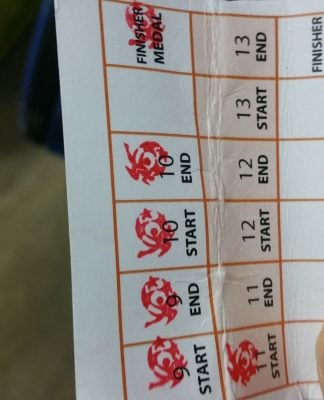 9
START
9
END
10
START
10
END
FINISHER
MEDAL
11
START
11
END
12
START
12
END
13
START
13
END
FINISHER